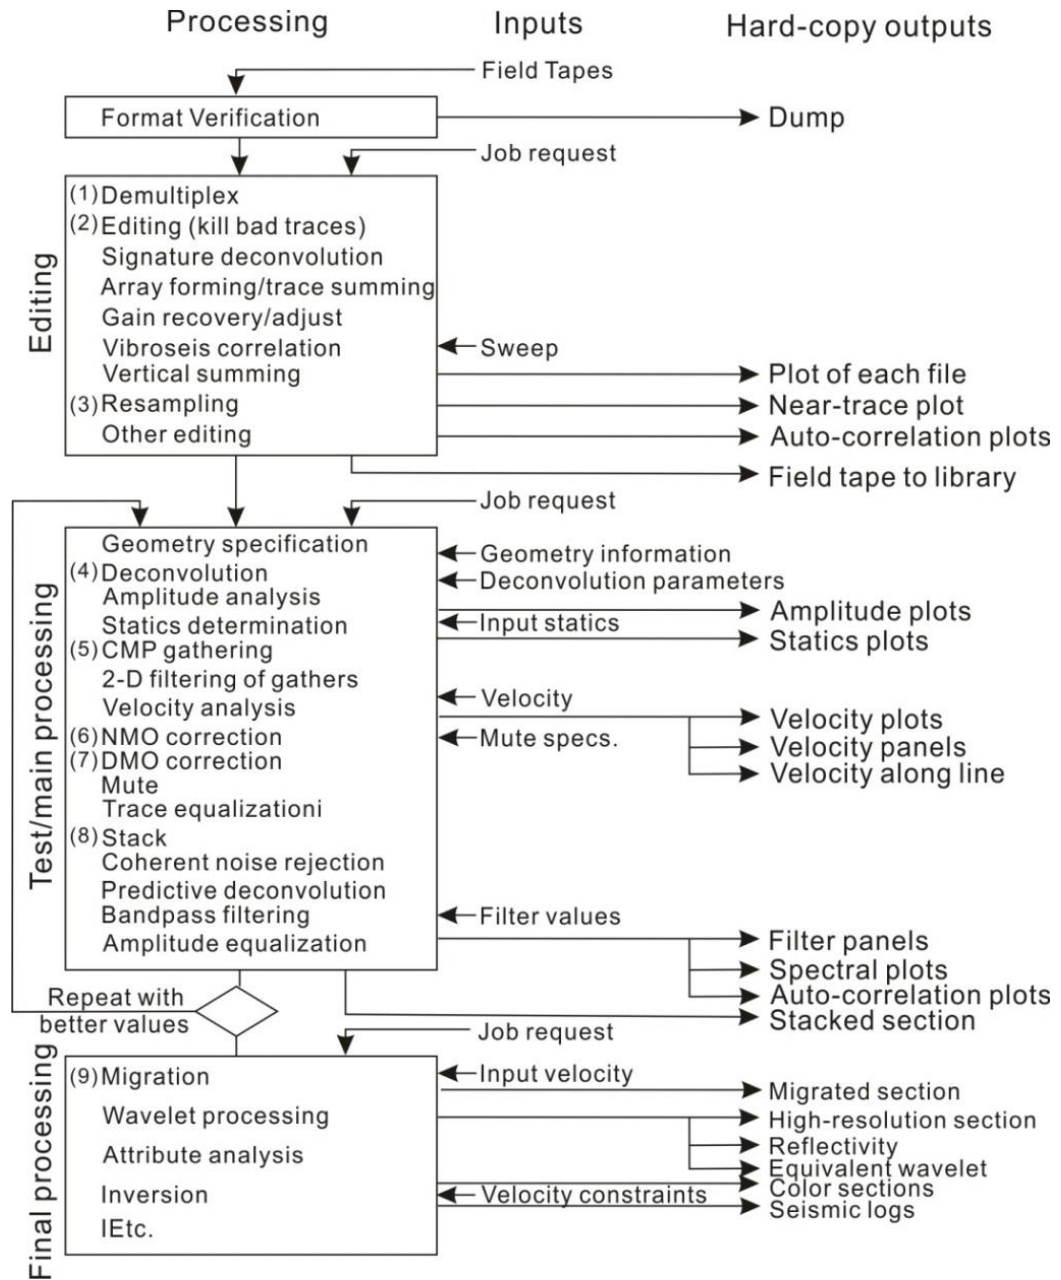 Processing
Inputs
Hard-copy outputs
Field Tapes
Format Verification
Dump
Job request
Editing
(1) Demultiplex
(2) Editing (kill bad traces)
Signature deconvolution
Array forming/trace summing
Gain recovery/adjust
Vibroseis correlation
Sweep
Vertical summing
Plot of each file
(3) Resampling
Near-trace plot
Other editing
Auto-correlation plots
Field tape to library
Job request
Test/main processing
Geometry specification
Geometry information
(4) Deconvolution
Deconvolution parameters
Amplitude analysis
Amplitude plots
Statics determination
Input statics
Statics plots
(5) CMP gathering
2-D filtering of gathers
Velocity analysis
Velocity
Velocity plots
(6) NMO correction
Mute specs.
Velocity panels
(7) DMO correction
Velocity along line
Mute
Trace equalizationi
(8) Stack
Coherent noise rejection
Predictive deconvolution
Bandpass filtering
Filter values
Amplitude equalization
Filter panels
Spectral plots
Auto-correlation plots
Stacked section
Repeat with
better values
Job request
Final processing
(9) Migration
Input velocity
Migrated section
Wavelet processing
High-resolution section
Reflectivity
Attribute analysis
Equivalent wavelet
Color sections
Inversion
Velocity constraints
Seismic logs
IEtc.